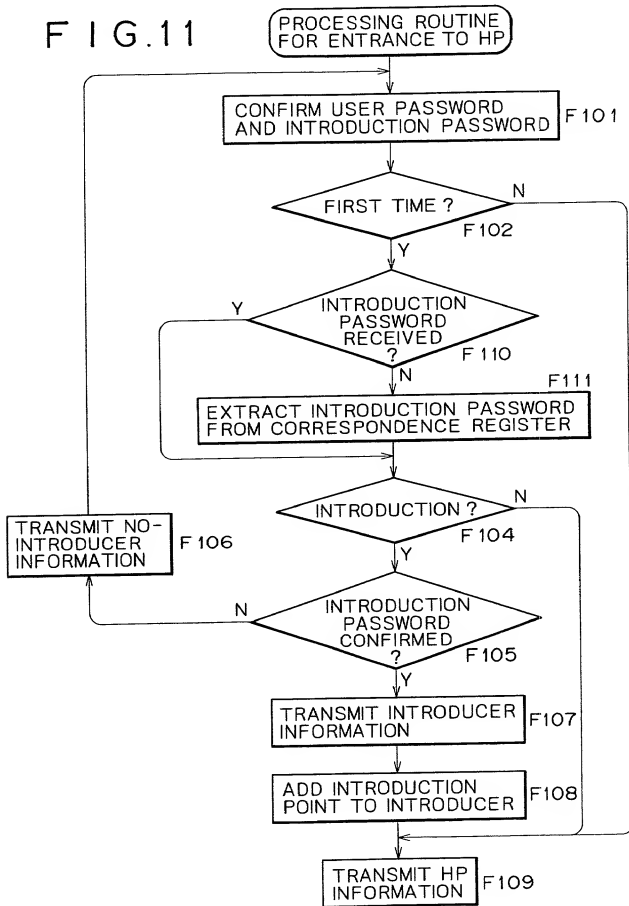 FIG.11
PROCESSING ROUTINE
FOR ENTRANCE TO HP
CONFIRM USER PASSWORD
AND INTRODUCTION PASSWORD
F101
FIRST TIME ?
N
F102
Y
INTRODUCTION
PASSWORD
RECEIVED
?
Y
F110
N
F111
EXTRACT INTRODUCTION PASSWORD
FROM CORRESPONDENCE REGISTER
INTRODUCTION ?
N
F104
Y
TRANSMIT NO-
INTRODUCER
INFORMATION
F106
INTRODUCTION
PASSWORD
CONFIRMED
?
N
F105
Y
TRANSMIT INTRODUCER
INFORMATION
F107
ADD INTRODUCTION
POINT TO INTRODUCER
F108
TRANSMIT HP
INFORMATION
F109